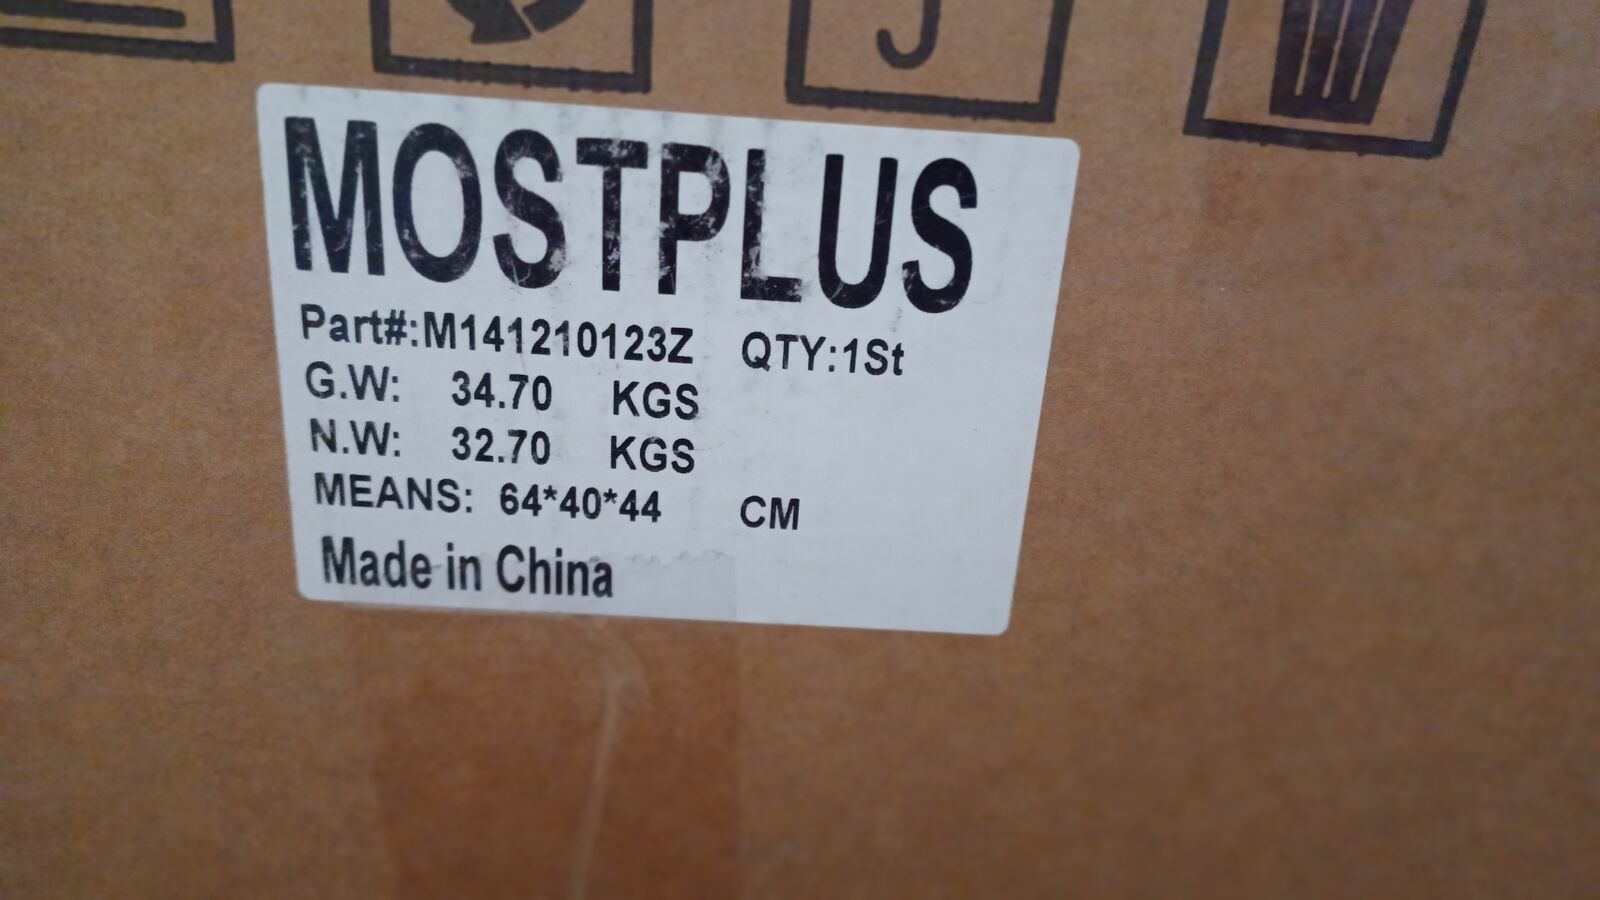 MOSTPLUS
Part#:M141210123Z QTY:1St
G.W: 34.70 KGS
N.W: 32.70 KGS
MEANS: 64*40*44 CM
Made in China